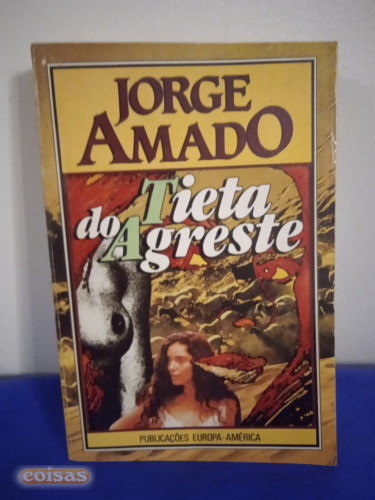 JORGE
AMADO
Tieta
do Agreste
PUBLICAÇÕES EUROPA-AMÉRICA
coisas